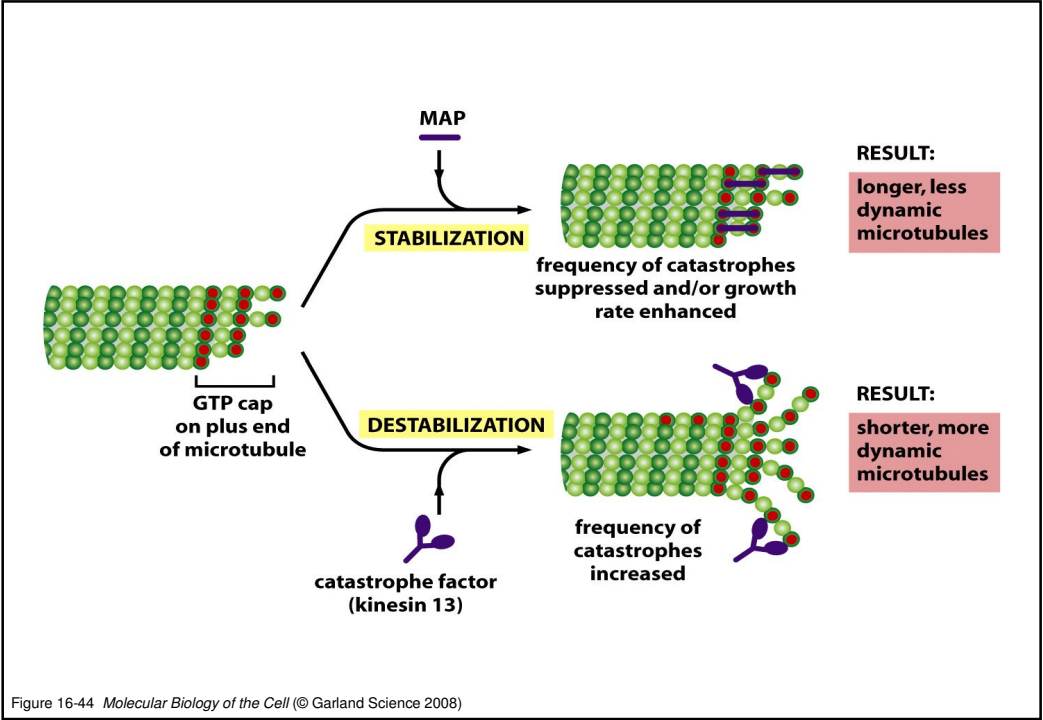 MAP
STABILIZATION
frequency of catastrophes
suppressed and/or growth
rate enhanced
RESULT:
longer, less
dynamic
microtubules
GTP cap
on plus end
of microtubule
DESTABILIZATION
catastrophe factor
(kinesin 13)
frequency of
catastrophes
increased
RESULT:
shorter, more
dynamic
microtubules
Figure 16-44 Molecular Biology of the Cell (© Garland Science 2008)